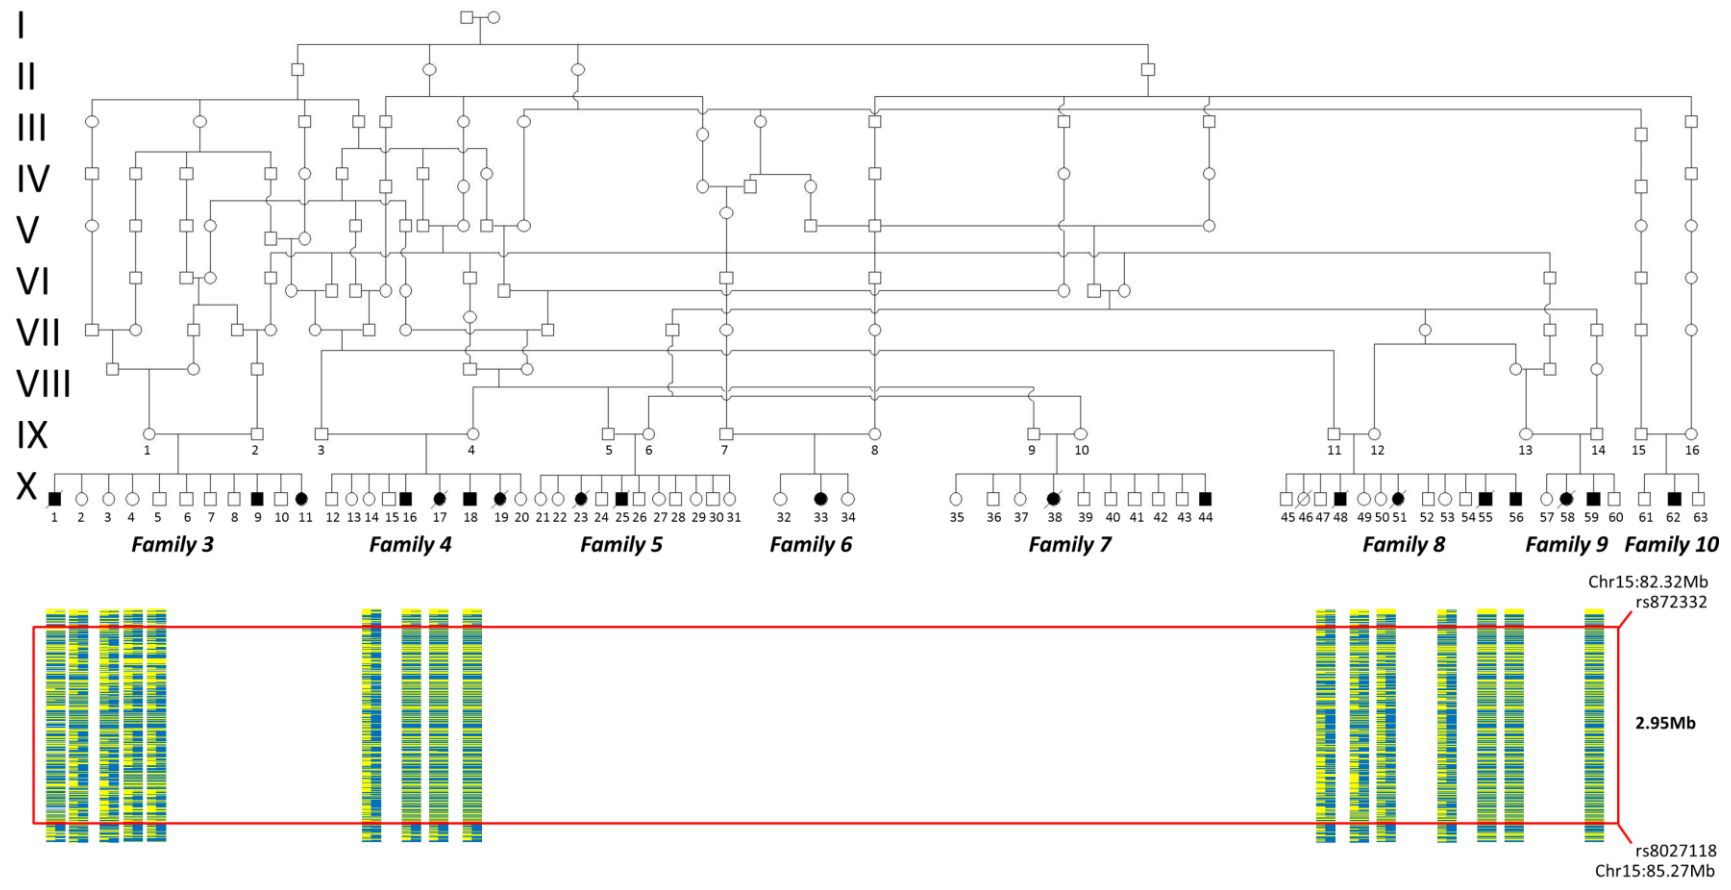 I
II
III
IV
V
VI
VII
VIII
IX
1 2 3 4 5 6 7 8 9 10 11 12 13 14 15 16
X
1 2 3 4 5 6 7 8 9 10 11 12 13 14 15 16 17 18 19 20 21 22 23 24 25 26 27 28 29 30 31 32 33 34 35 36 37 38 39 40 41 42 43 44 45 46 47 48 49 50 51 52 53 54 55 56 57 58 59 60 61 62 63
Family 3 Family 4 Family 5 Family 6 Family 7 Family 8 Family 9 Family 10
Chr15:82.32Mb
rs872332
2.95Mb
rs8027118
Chr15:85.27Mb